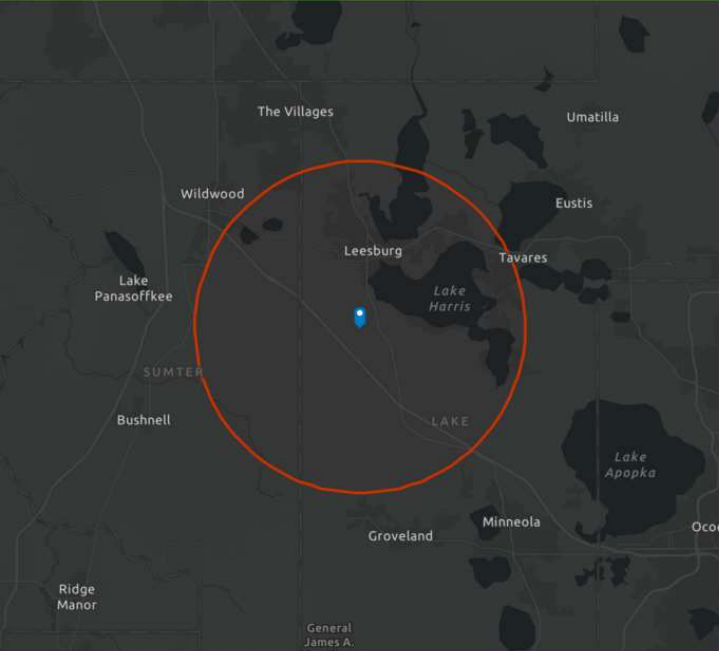 The Villages
Umatilla
Wildwood
Eustis
Leesburg
Tavares
Lake
Panasoffkee
Lake
Harris
SUMTER
Bushnell
LAKE
Lake
Apopka
Minneola
Ocoe
Groveland
Ridge
Manor
General
James A.